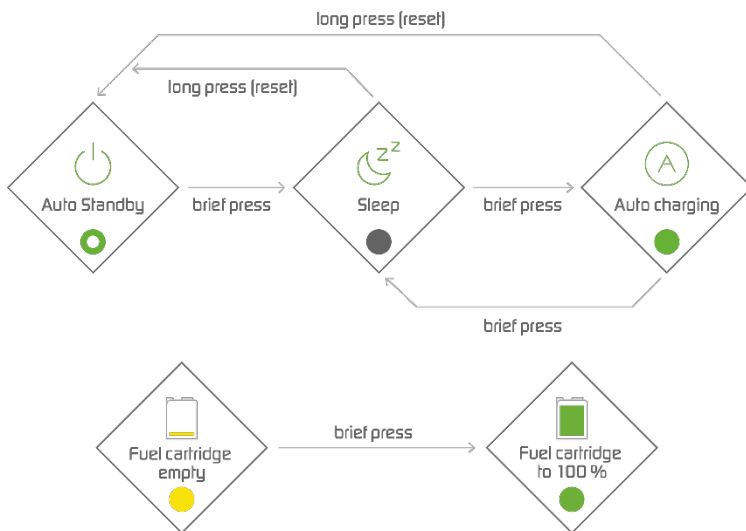 long press (reset)
long press (reset)
Auto Standby
brief press
Z Z
Sleep
brief press
A
Auto charging
brief press
Fuel cartridge
empty
brief press
Fuel cartridge
to 100 %